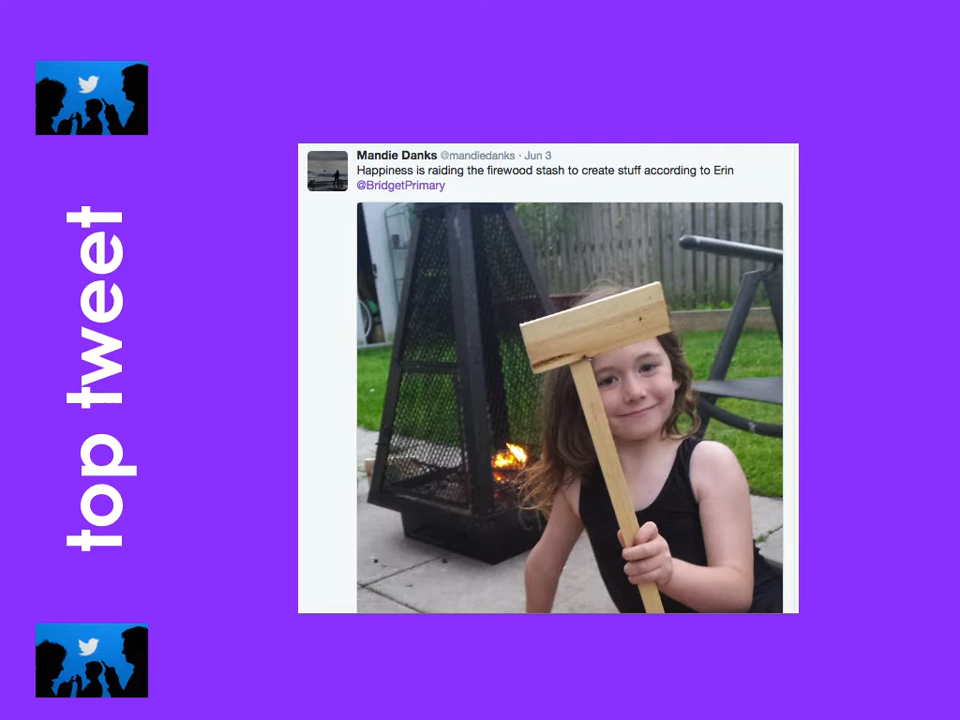 top tweet
Mandie Danks @mandiedanks · Jun 3
Happiness is raiding the firewood stash to create stuff according to Erin
@BridgetPrimary